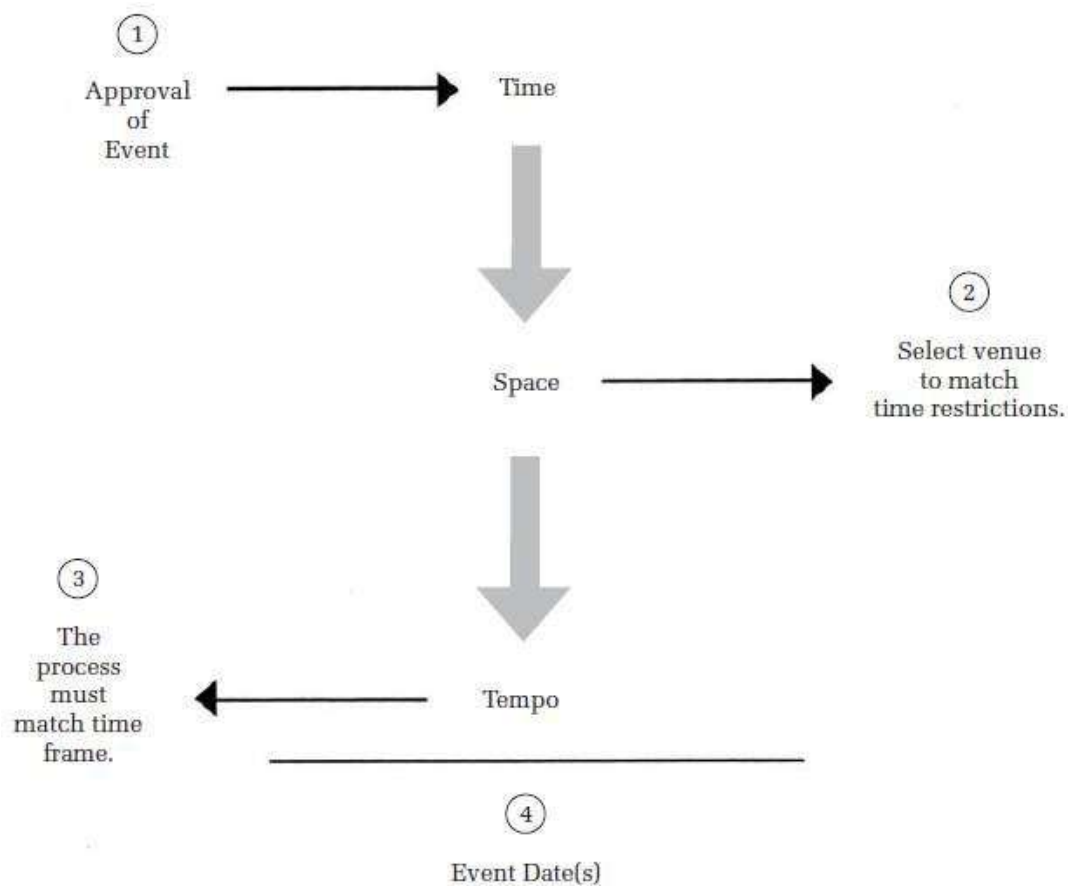 1
Approval
of
Event
Time
2
Select venue
to match
time restrictions.
Space
3
The
process
must
match time
frame.
Tempo
4
Event Date(s)